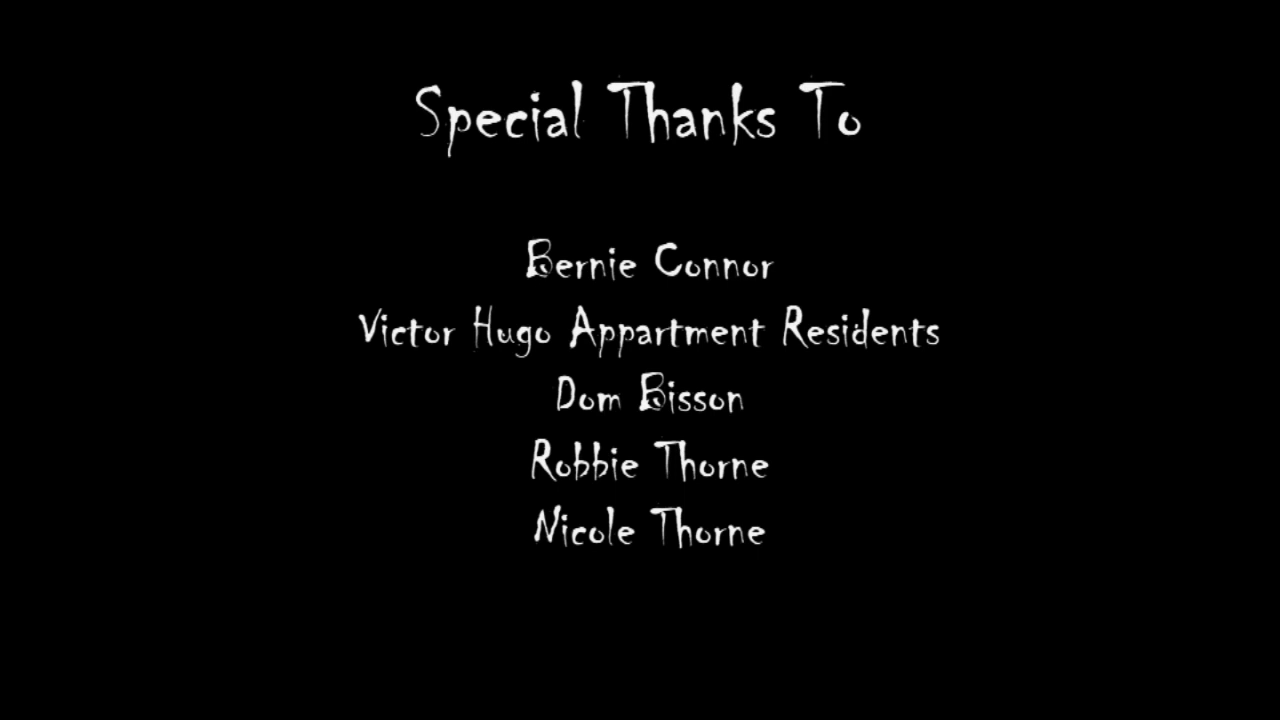 Special Thanks To
Bernie Connor
Victor Hugo Appartment Residents
Dom Bisson
Robbie Thorne
Nicole Thorne